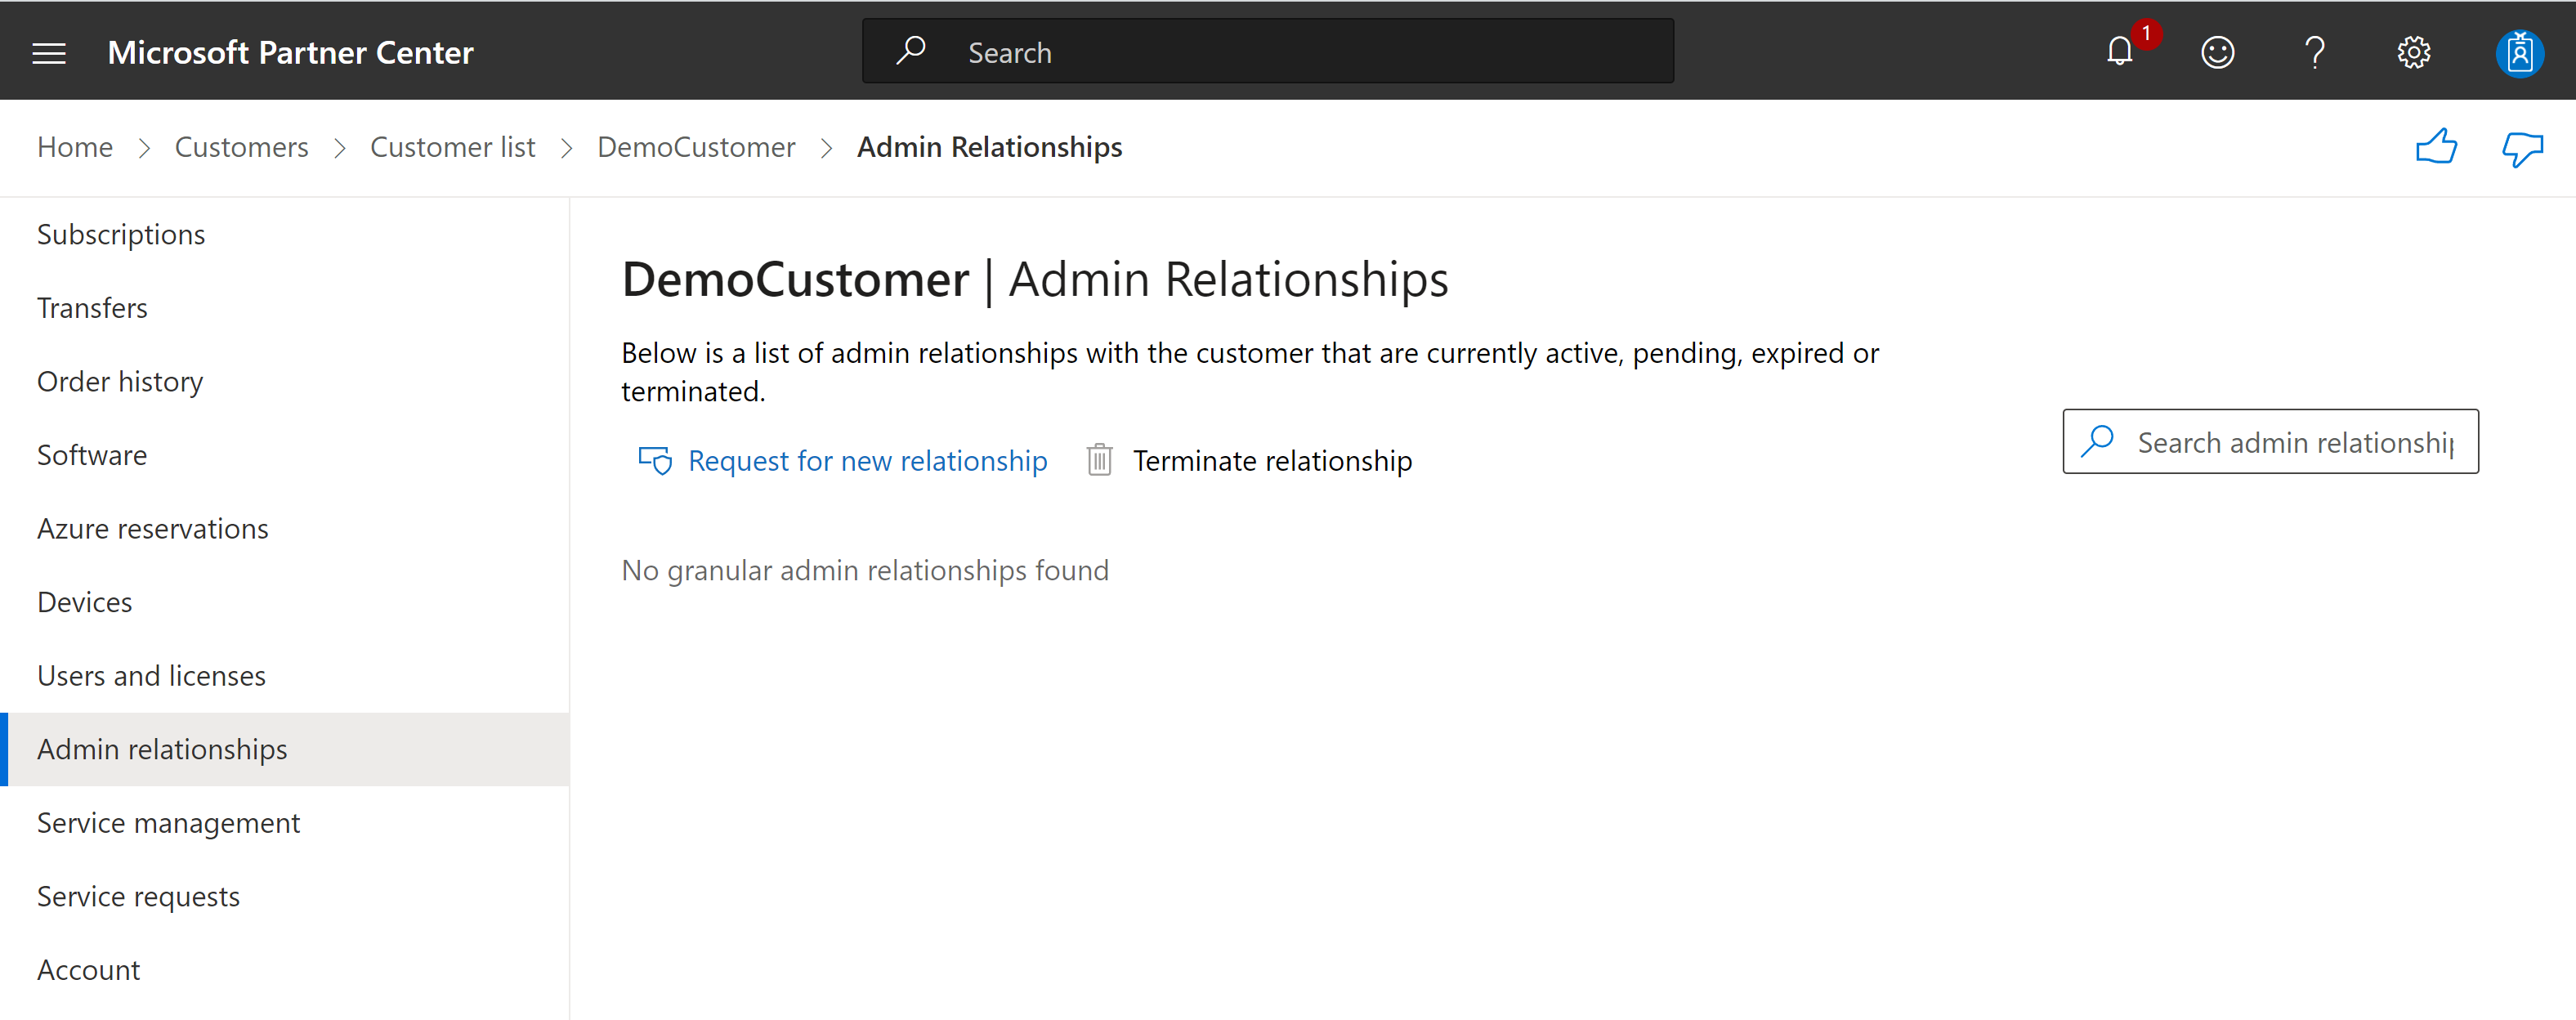 Microsoft Partner Center
Search
1
Home > Customers > Customer list > DemoCustomer > Admin Relationships
Subscriptions
Transfers
Order history
Software
Azure reservations
Devices
Users and licenses
Admin relationships
Service management
Service requests
Account
DemoCustomer | Admin Relationships
Below is a list of admin relationships with the customer that are currently active, pending, expired or
terminated.
Request for new relationship
Terminate relationship
Search admin relationship
No granular admin relationships found